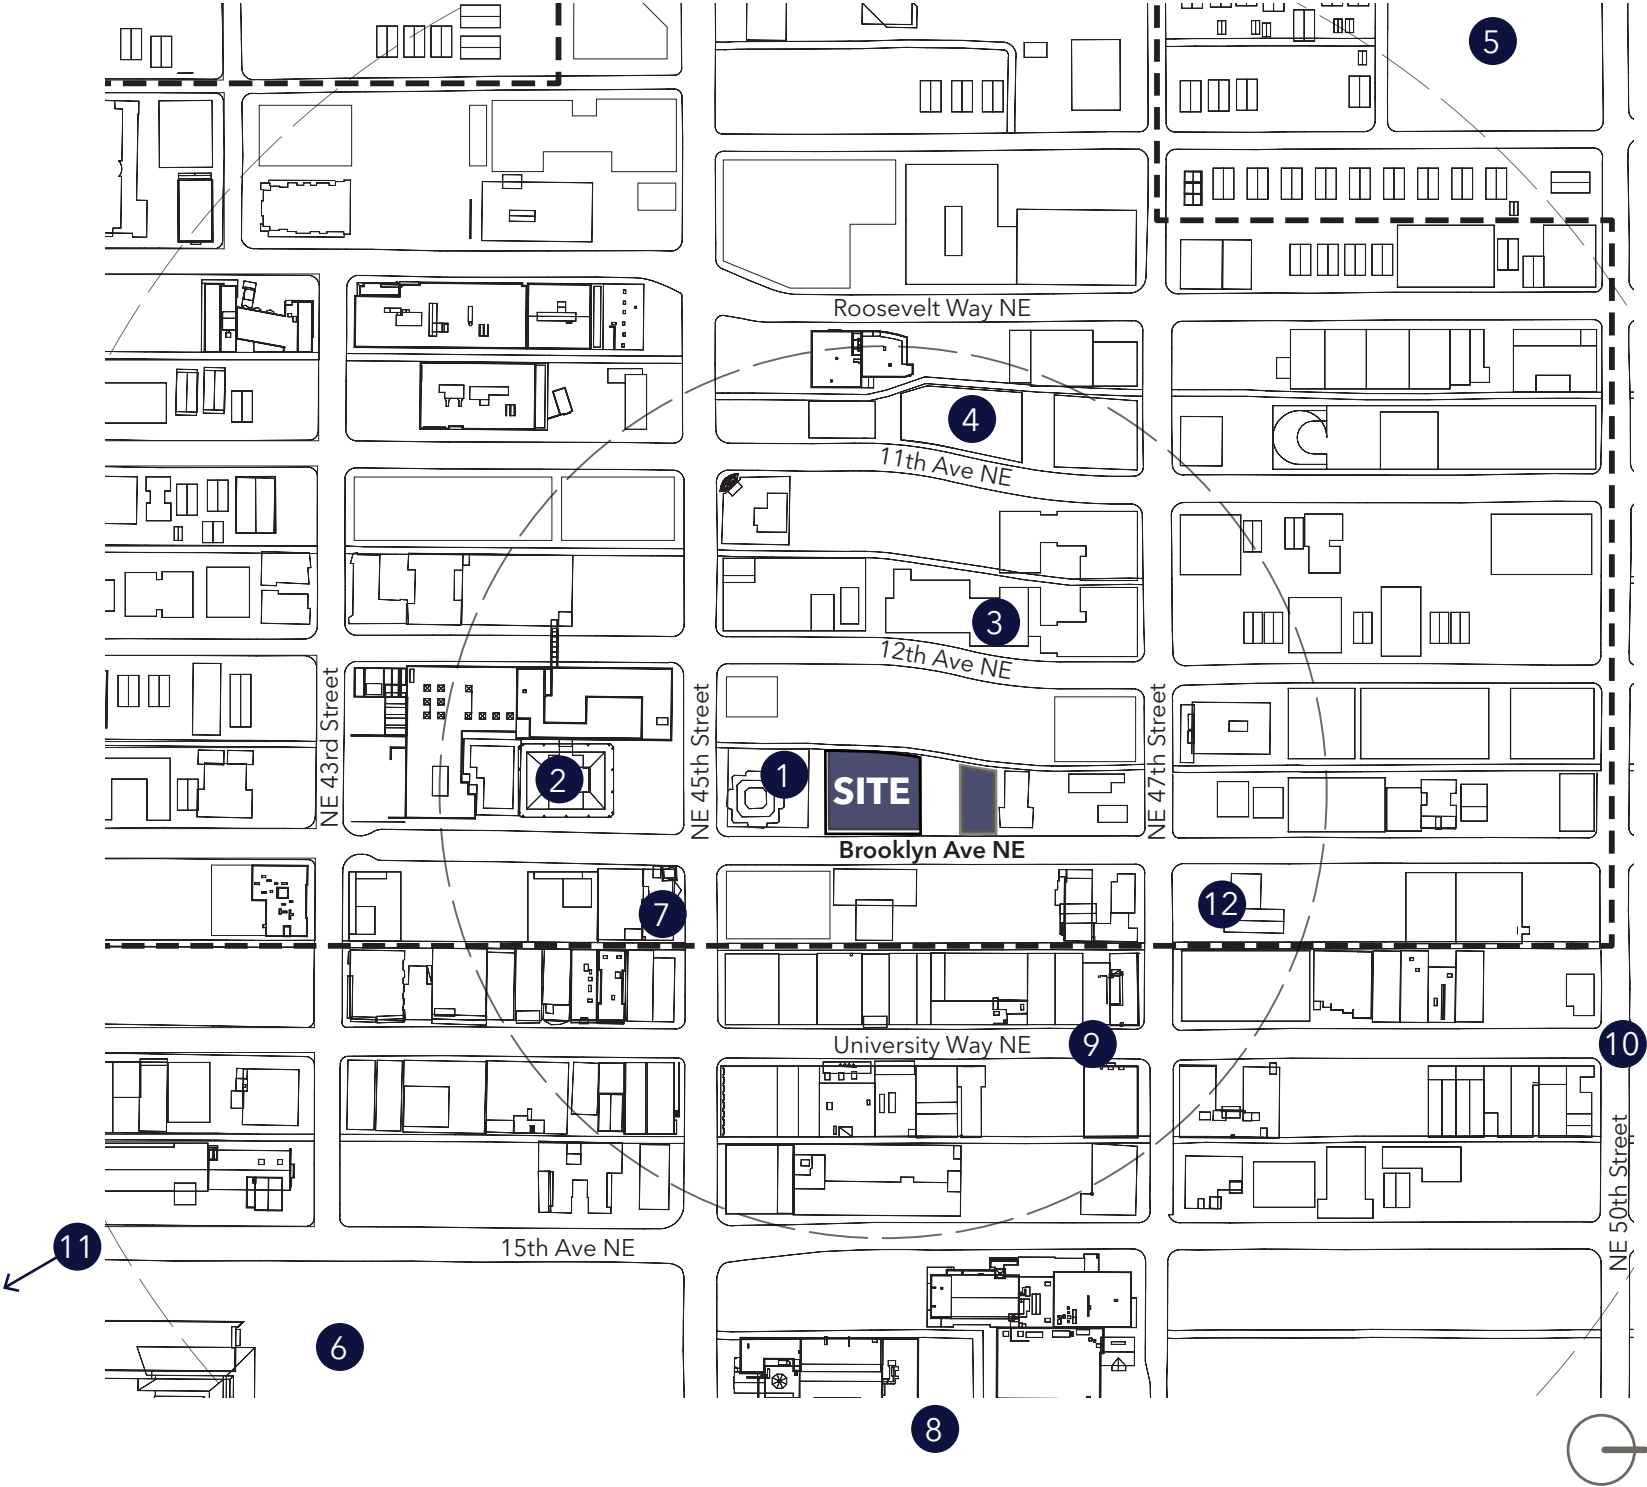 5
Roosevelt Way NE
4
11th Ave NE
3
12th Ave NE
NE 43rd Street
NE 45th Street
NE 47th Street
1
2
SITE
Brooklyn Ave NE
7
12
University Way NE
9
10
NE 50th Street
11
15th Ave NE
6
8